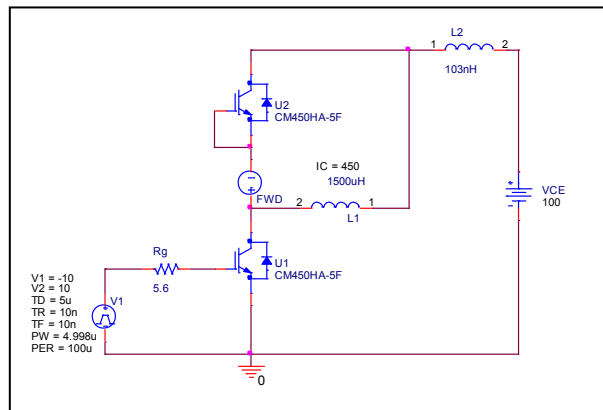 L2
1
2
103nH
U2
CM450HA-5F
IC = 450
1500uH
FWD
2
1
L1
VCE
100
Rg
5.6
U1
CM450HA-5F
V1 = -10
V2 = 10
TD = 5u
TR = 10n
TF = 10n
PW = 4.998u
PER = 100u
V1
0